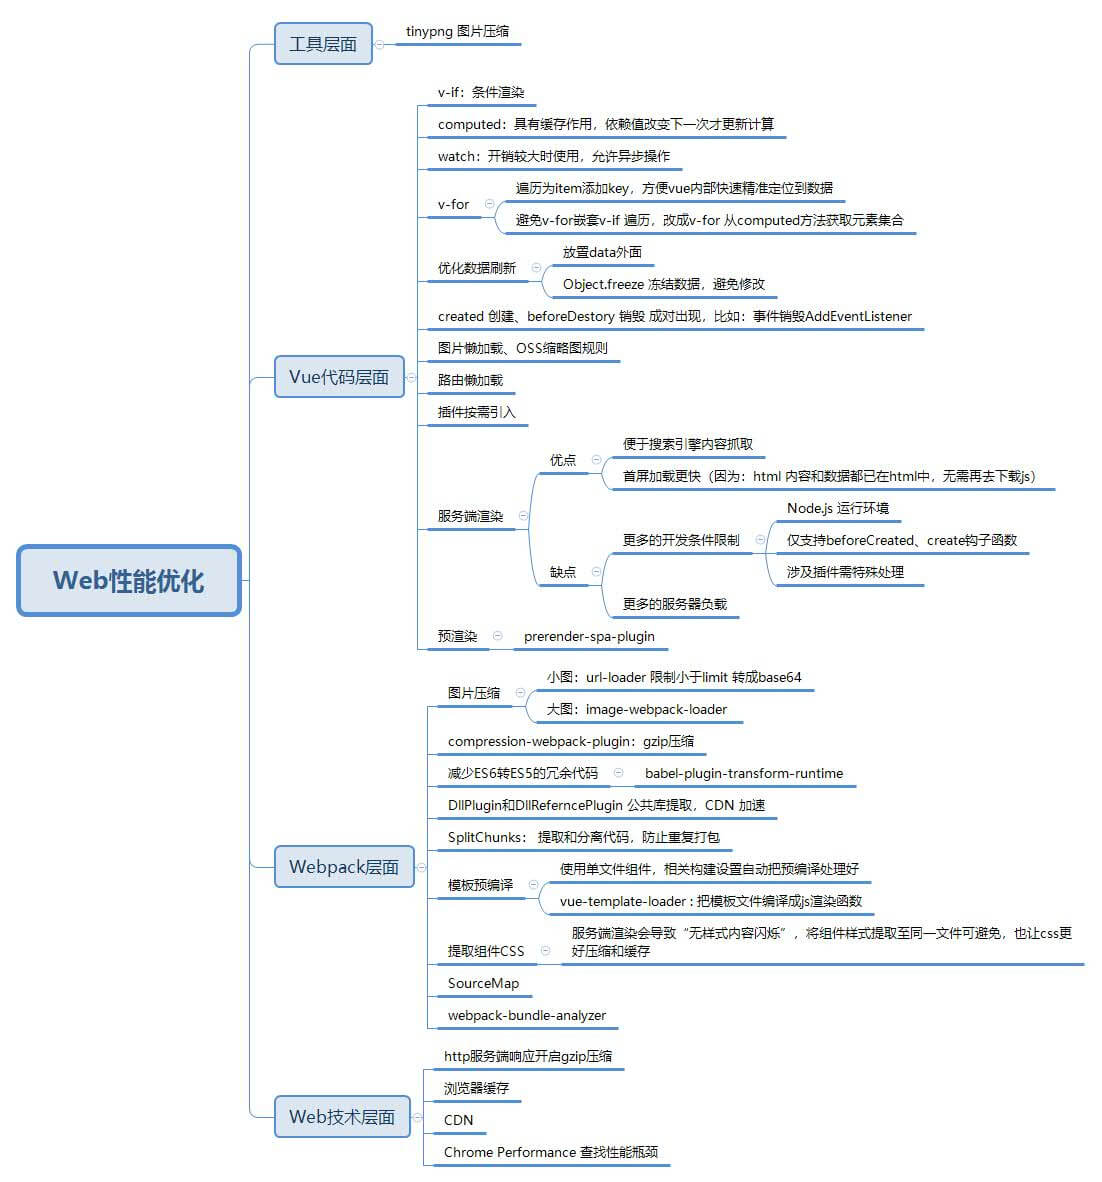 工具层面
tinypng 图片压缩
v-if：条件渲染
computed：具有缓存作用，依赖值改变下一次才更新计算
watch：开销较大时使用，允许异步操作
v-for
遍历为item添加key，方便vue内部快速精准定位到数据
避免v-for嵌套v-if 遍历，改成v-for 从computed方法获取元素集合
优化数据刷新
放置data外面
Object.freeze 冻结数据，避免修改
created 创建、beforeDestory 销毁 成对出现，比如：事件销毁AddEventListener
图片懒加载、OSS缩略图规则
Vue代码层面
路由懒加载
插件按需引入
服务端渲染
优点
便于搜索引擎内容抓取
首屏加载更快（因为：html 内容和数据都已在html中，无需再去下载js）
缺点
更多的开发条件限制
Node.js 运行环境
仅支持beforeCreated、create钩子函数
涉及插件需特殊处理
更多的服务器负载
预渲染
prerender-spa-plugin
Web性能优化
图片压缩
小图：url-loader 限制小于limit 转成base64
大图：image-webpack-loader
compression-webpack-plugin：gzip压缩
减少ES6转ES5的冗余代码
babel-plugin-transform-runtime
DllPlugin和DllReferncePlugin 公共库提取，CDN 加速
SplitChunks： 提取和分离代码，防止重复打包
Webpack层面
模板预编译
使用单文件组件，相关构建设置自动把预编译处理好
vue-template-loader : 把模板文件编译成js渲染函数
提取组件CSS
服务端渲染会导致“无样式内容闪烁”，将组件样式提取至同一文件可避免，也让css更
好压缩和缓存
SourceMap
webpack-bundle-analyzer
Web技术层面
http服务端响应开启gzip压缩
浏览器缓存
CDN
Chrome Performance 查找性能瓶颈